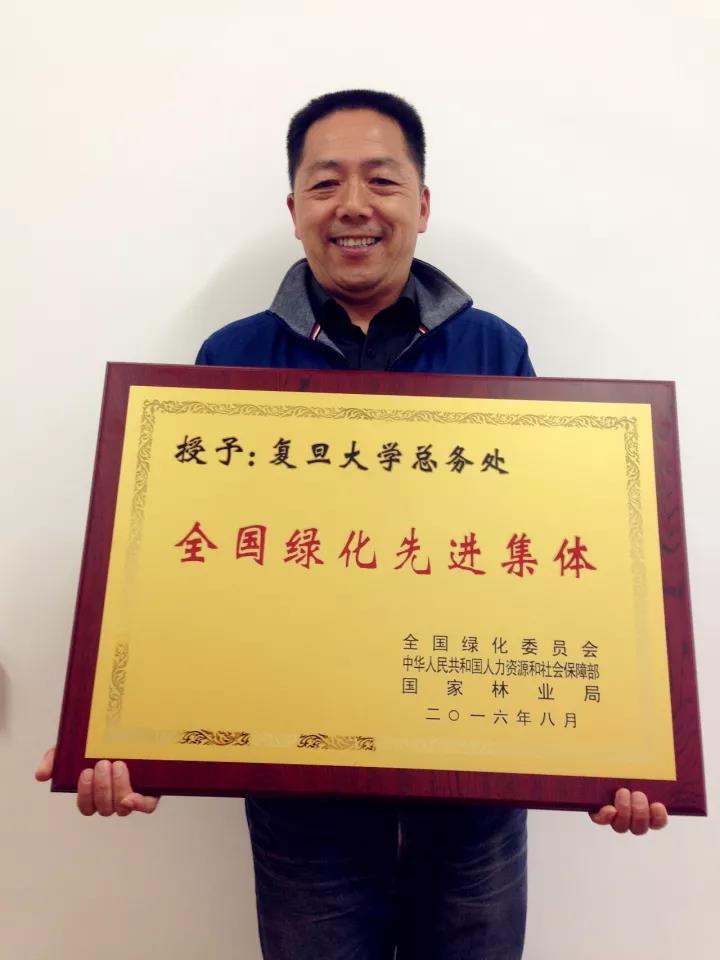 授予:复旦大学总务处
全国绿化先进集体
全国绿化委员会
中华人民共和国人力资源和社会保障部
国家林业局
二〇一六年八月